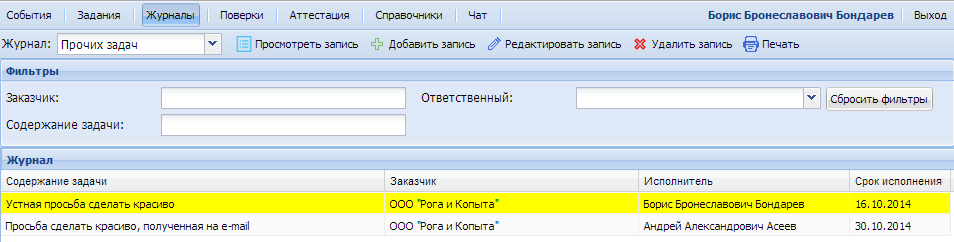 События Задания Журналы Поверки Аттестация Справочники Чат Борис Бронеславович Бондарев Выход
Журнал: Прочих задач Просмотреть запись Добавить запись Редактировать запись Удалить запись Печать
Фильтры
Заказчик: Ответственный: Сбросить фильтры
Содержание задачи:
Журнал
Содержание задачи Заказчик Исполнитель Срок исполнения
Устная просьба сделать красиво ООО "Рога и Копыта" Борис Бронеславович Бондарев 16.10.2014
Просьба сделать красиво, полученная на e-mail ООО "Рога и Копыта" Андрей Александрович Асеев 30.10.2014